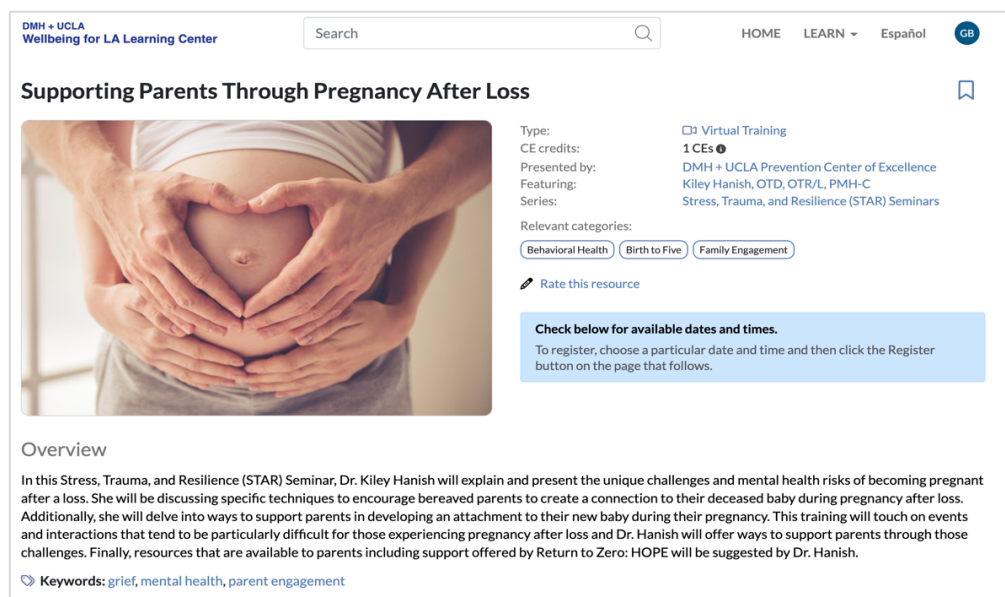 DMH + UCLA
Wellbeing for LA Learning Center
Search
HOME LEARN Español GB
Supporting Parents Through Pregnancy After Loss
Type: Virtual Training
CE credits: 1 CEs
Presented by: DMH + UCLA Prevention Center of Excellence
Featuring: Kiley Hanish, OTD, OTR/L, PMH-C
Series: Stress, Trauma, and Resilience (STAR) Seminars
Relevant categories:
Behavioral Health Birth to Five Family Engagement
Rate this resource
Check below for available dates and times.
To register, choose a particular date and time and then click the Register
button on the page that follows.
Overview
In this Stress, Trauma, and Resilience (STAR) Seminar, Dr. Kiley Hanish will explain and present the unique challenges and mental health risks of becoming pregnant
after a loss. She will be discussing specific techniques to encourage bereaved parents to create a connection to their deceased baby during pregnancy after loss.
Additionally, she will delve into ways to support parents in developing an attachment to their new baby during their pregnancy. This training will touch on events
and interactions that tend to be particularly difficult for those experiencing pregnancy after loss and Dr. Hanish will offer ways to support parents through those
challenges. Finally, resources that are available to parents including support offered by Return to Zero: HOPE will be suggested by Dr. Hanish.
Keywords: grief, mental health, parent engagement